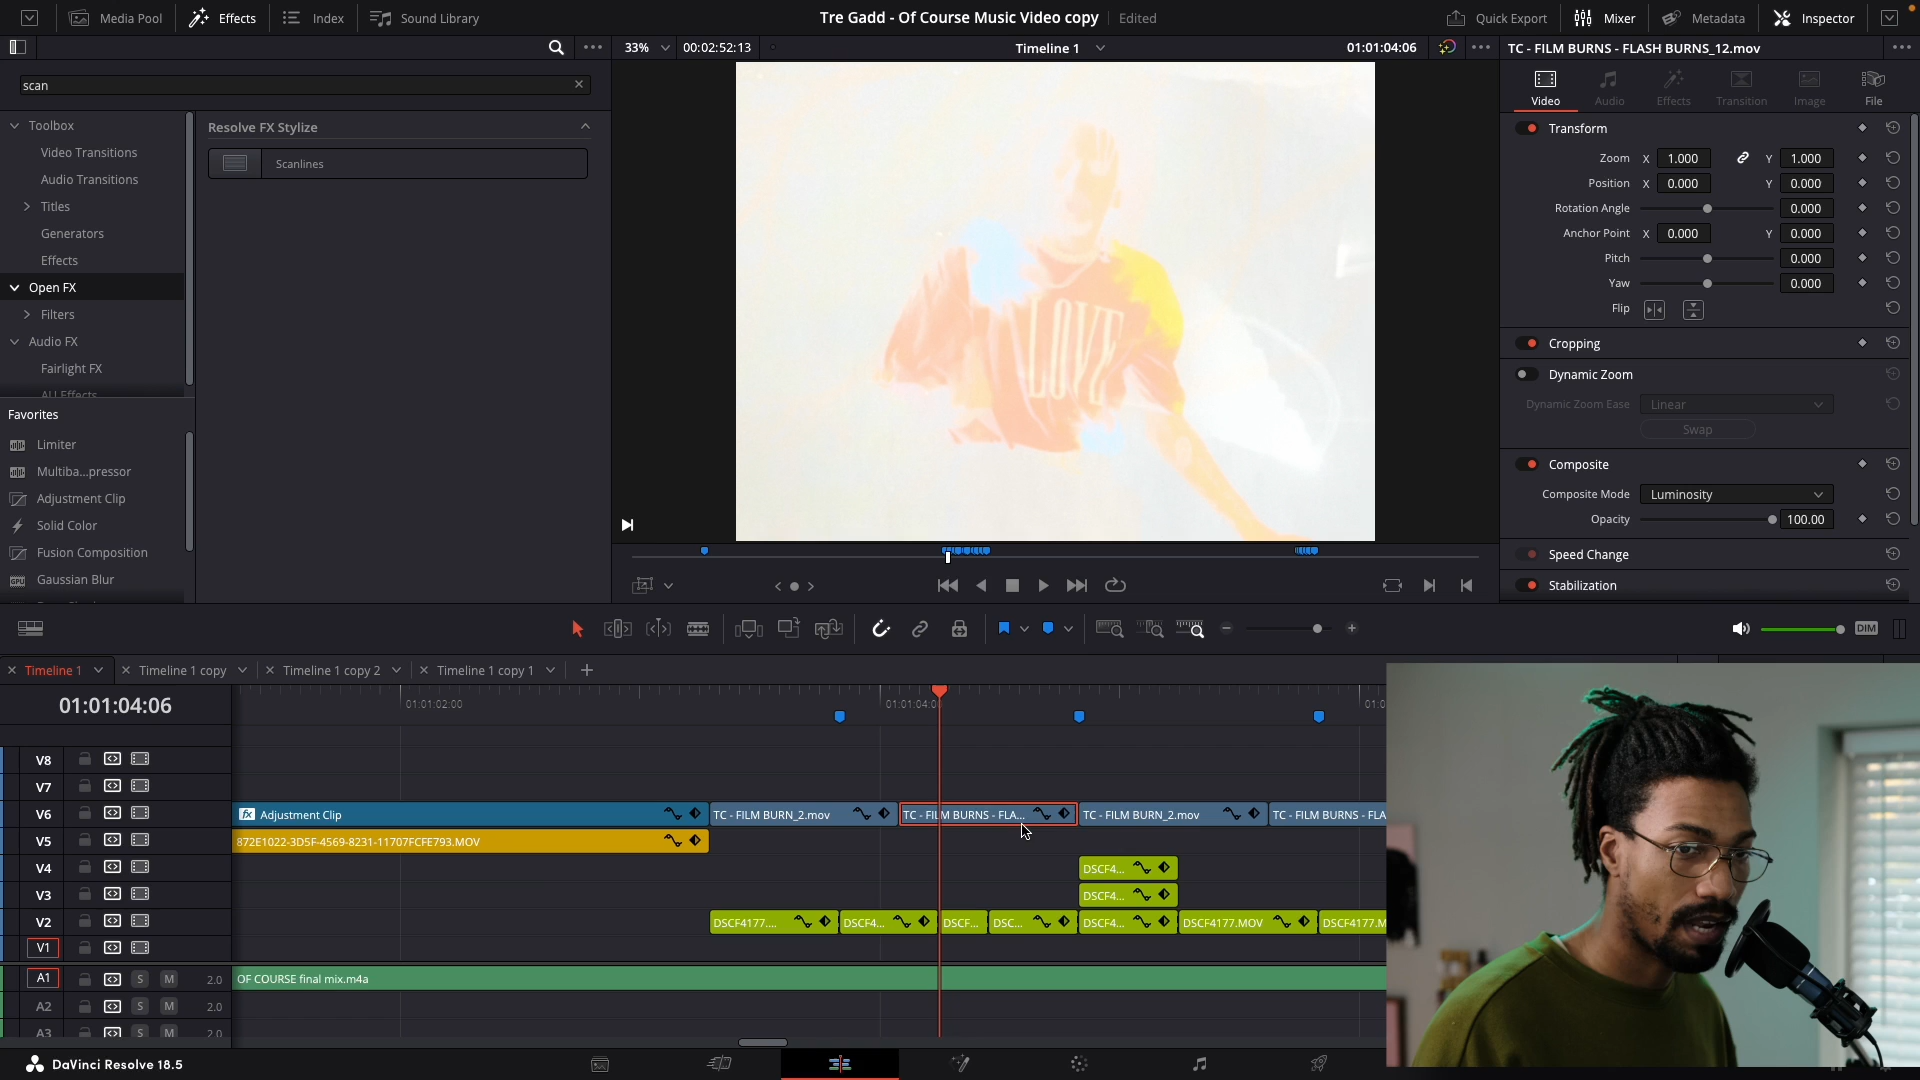 Media Pool
Effects
Index
Sound Library
Tre Gadd - Of Course Music Video copy
Edited
Quick Export
Mixer
Metadata
Inspector
33%
00:02:52:13
Timeline 1
01:01:04:06
TC - FILM BURNS - FLASH BURNS_12.mov
scan
Toolbox
Video Transitions
Audio Transitions
Titles
Generators
Effects
Open FX
Filters
Audio FX
Fairlight FX
AU Effects
Favorites
Limiter
Multiba...pressor
Adjustment Clip
Solid Color
Fusion Composition
Gaussian Blur
Resolve FX Stylize
Scanlines
LOVE
Video
Audio
Effects
Transition
Image
File
Transform
Zoom X 1.000 Y 1.000
Position X 0.000 Y 0.000
Rotation Angle 0.000
Anchor Point X 0.000 Y 0.000
Pitch 0.000
Yaw 0.000
Flip
Cropping
Dynamic Zoom
Dynamic Zoom Ease Linear
Swap
Composite
Composite Mode Luminosity
Opacity 100.00
Speed Change
Stabilization
DIM
Timeline 1
Timeline 1 copy
Timeline 1 copy 2
Timeline 1 copy 1
01:01:04:06
01:01:02:00
01:01:04:0
01:0
V8
V7
V6 Adjustment Clip TC - FILM BURN_2.mov TC - FILM BURNS - FLA... TC - FILM BURN_2.mov TC - FILM BURNS - FLA
V5 872E1022-3D5F-4569-8231-11707FCFE793.MOV
V4 DSCF4...
V3 DSCF4...
V2 DSCF4177.... DSCF4... DSCF... DSC... DSCF4... DSCF4177.MOV DSCF4177.M
V1
A1 S M 2.0 OF COURSE final mix.m4a
A2 S M 2.0
A3 S M 2.0
DaVinci Resolve 18.5